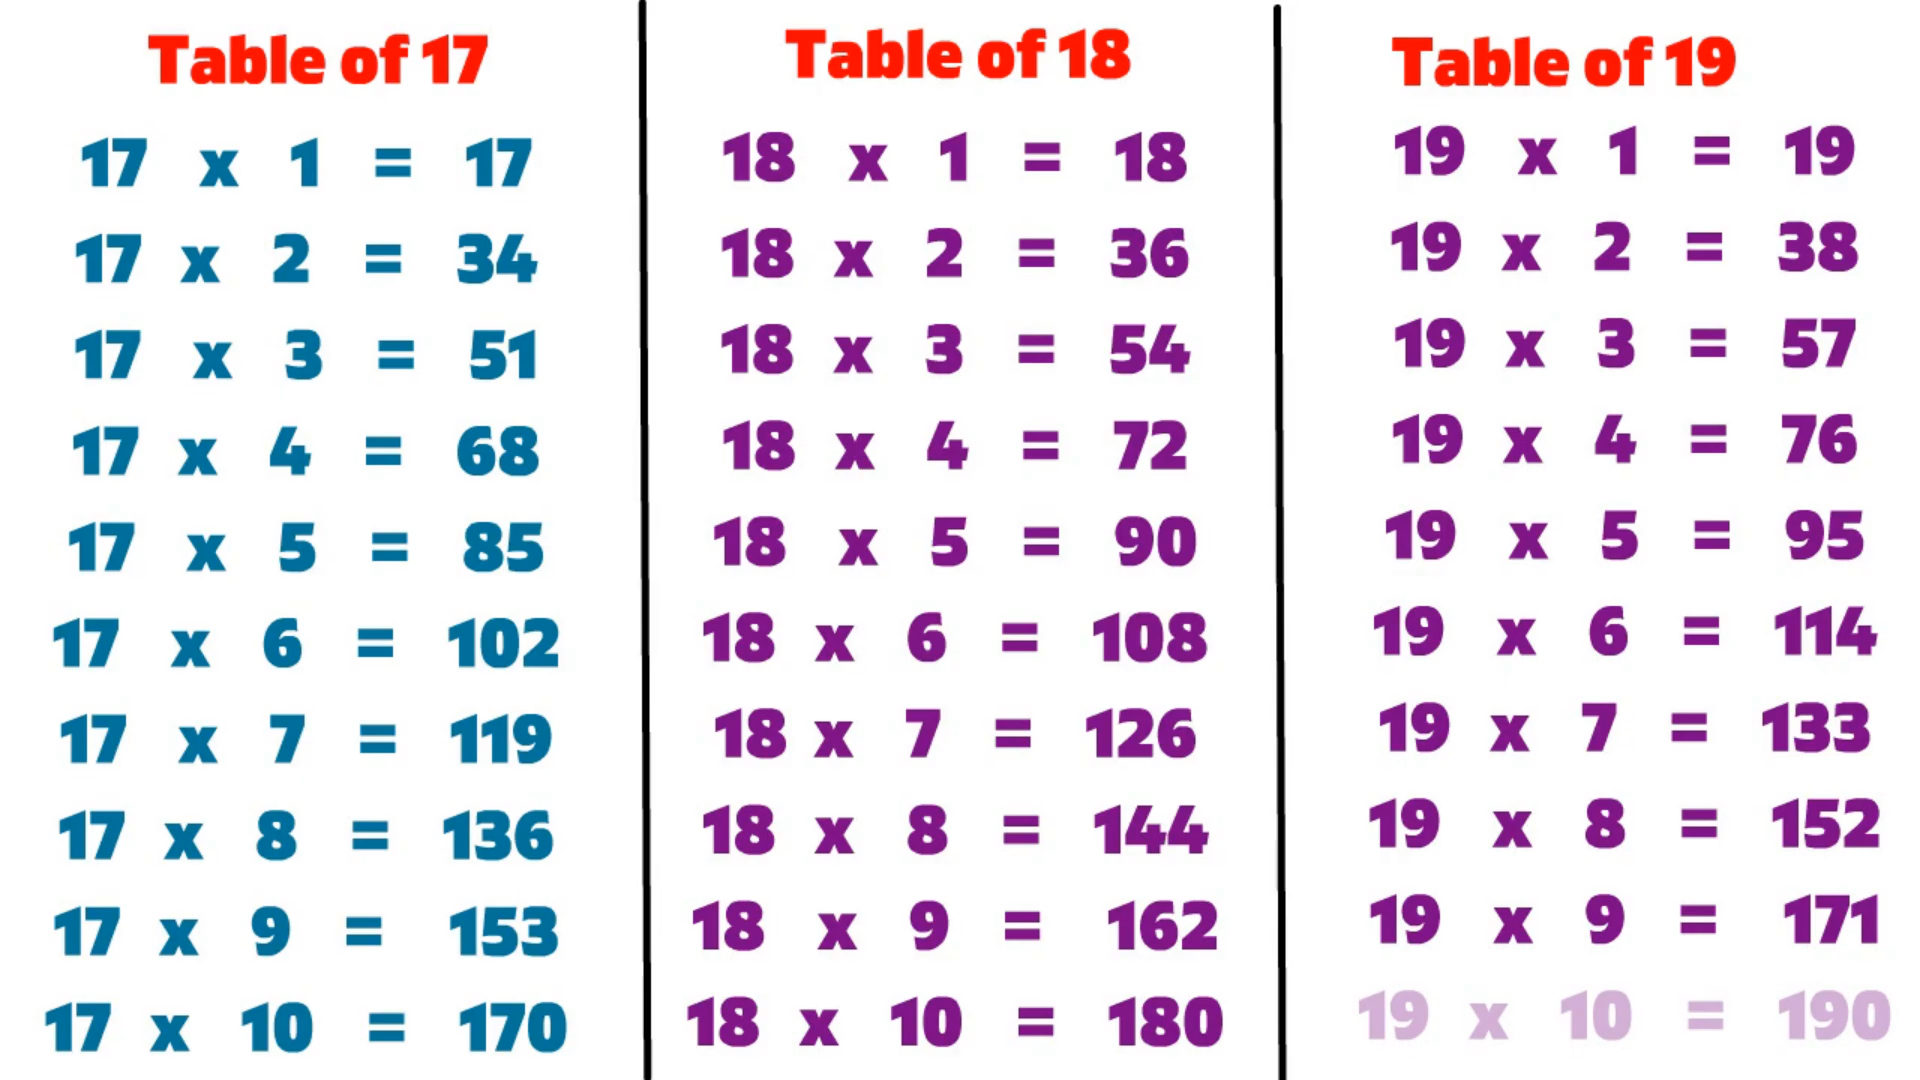 Table of 17
17 x 1 = 17
17 x 2 = 34
17 x 3 = 51
17 x 4 = 68
17 x 5 = 85
17 x 6 = 102
17 x 7 = 119
17 x 8 = 136
17 x 9 = 153
17 x 10 = 170
Table of 18
18 x 1 = 18
18 x 2 = 36
18 x 3 = 54
18 x 4 = 72
18 x 5 = 90
18 x 6 = 108
18 x 7 = 126
18 x 8 = 144
18 x 9 = 162
18 x 10 = 180
Table of 19
19 x 1 = 19
19 x 2 = 38
19 x 3 = 57
19 x 4 = 76
19 x 5 = 95
19 x 6 = 114
19 x 7 = 133
19 x 8 = 152
19 x 9 = 171
19 x 10 = 190